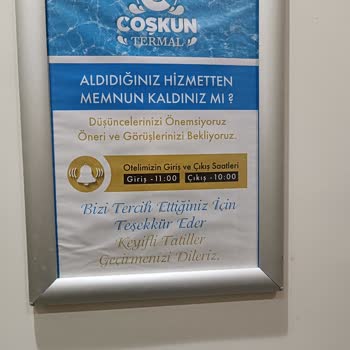 COŞKUN
TERMAL
ALDIDIĞINIZ HİZMETTEN
MEMNUN KALDINIZ MI ?
Düşüncelerinizi Önemsiyoruz
Öneri ve Görüşlerinizi Bekliyoruz.
Otelimizin Giriş ve Çıkış Saatleri
Giriş -11:00 Çıkış -10:00
Bizi Tercih Ettiğiniz İçin
Teşekkür Eder
Keyifli Tatiller
Geçirmenizi Dileriz.